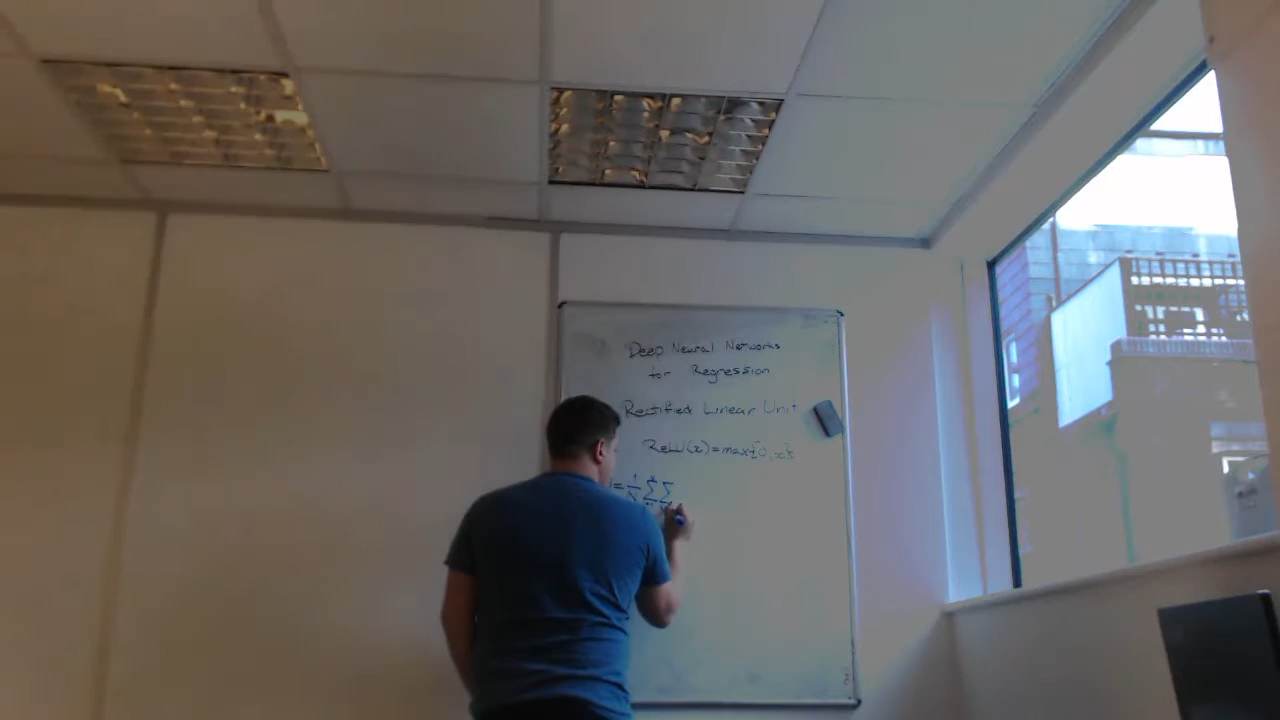 Deep Neural Networks
for Regression
Rectified Linear Unit
ReLU(x)=max{0,x}
= 1/N ∑ ∑